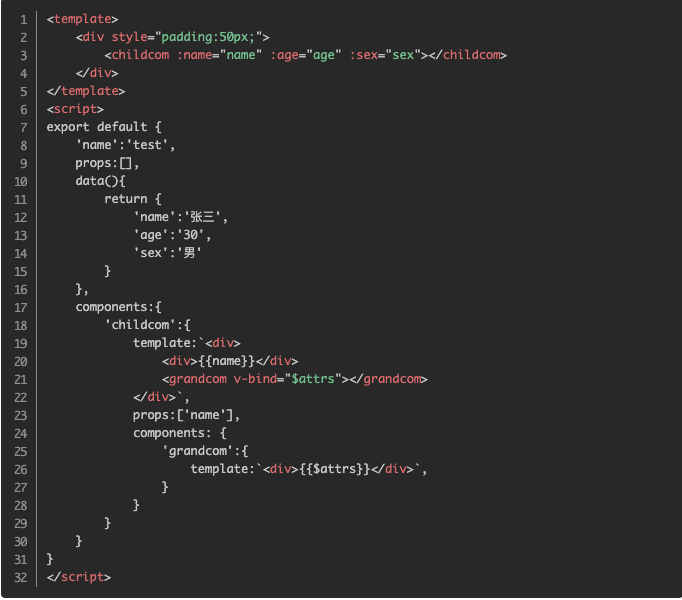 1 <template>
2     <div style="padding:50px;">
3         <childcom :name="name" :age="age" :sex="sex"></childcom>
4     </div>
5 </template>
6 <script>
7 export default {
8     'name':'test',
9     props:[],
10     data(){
11         return {
12             'name':'张三',
13             'age':'30',
14             'sex':'男'
15         }
16     },
17     components:{
18         'childcom':{
19             template:`<div>
20                 <div>{{name}}</div>
21                 <grandcom v-bind="$attrs"></grandcom>
22             </div>`,
23             props:['name'],
24             components: {
25                 'grandcom':{
26                     template:`<div>{{$attrs}}</div>`,
27                 }
28             }
29         }
30     }
31 }
32 </script>